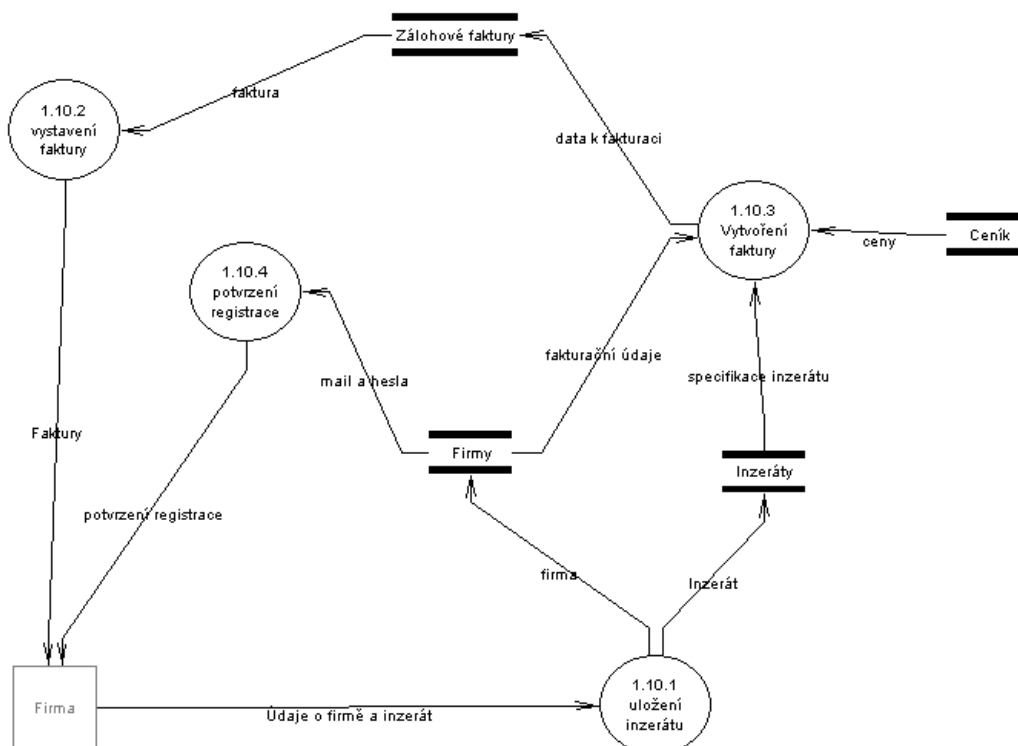 Zálohové faktury
faktura
1.10.2
vystavení
faktury
data k fakturaci
1.10.3
Vytvoření
faktury
ceny
Ceník
1.10.4
potvrzení
registrace
fakturační údaje
mail a hesla
specifikace inzerátu
Faktury
Firmy
Inzeráty
potvrzení registrace
firma
Inzerát
1.10.1
uložení
inzerátu
Firma
Údaje o firmě a inzerát